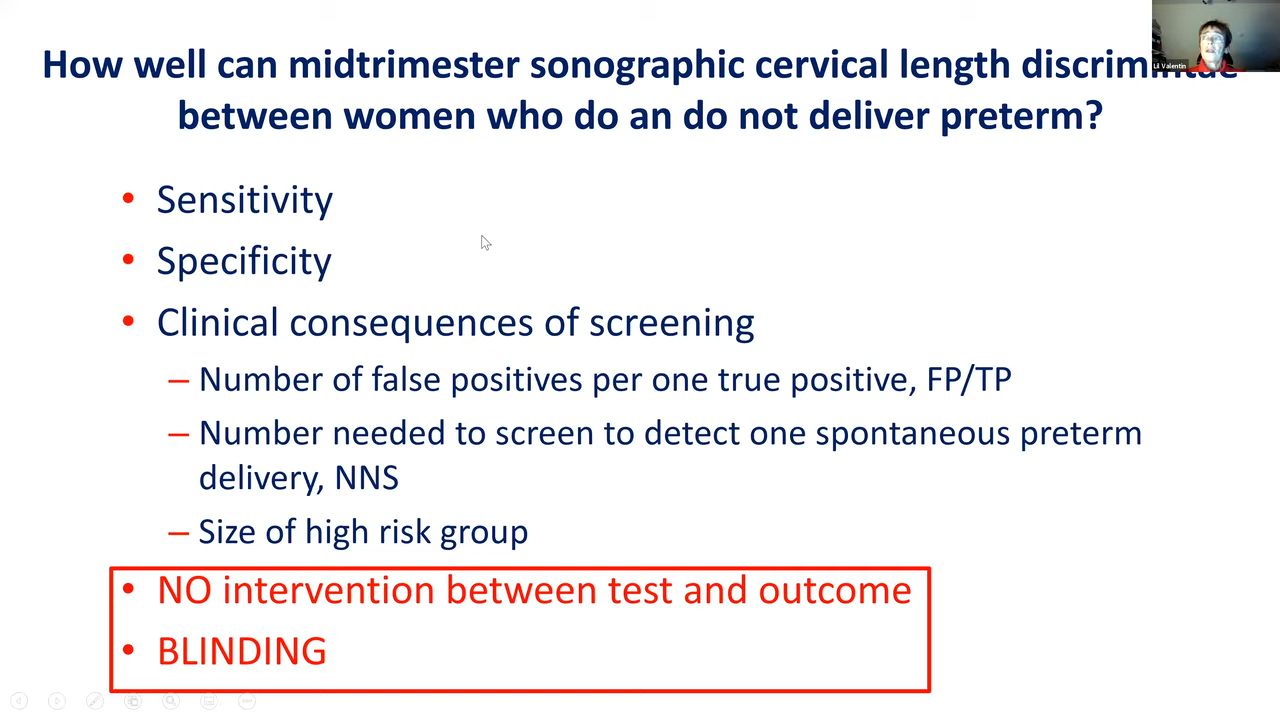 How well can midtrimester sonographic cervical length
between women who do an do not deliver preterm?
Lil Valentin
• Sensitivity
• Specificity
• Clinical consequences of screening
– Number of false positives per one true positive, FP/TP
– Number needed to screen to detect one spontaneous preterm
delivery, NNS
– Size of high risk group
• NO intervention between test and outcome
• BLINDING